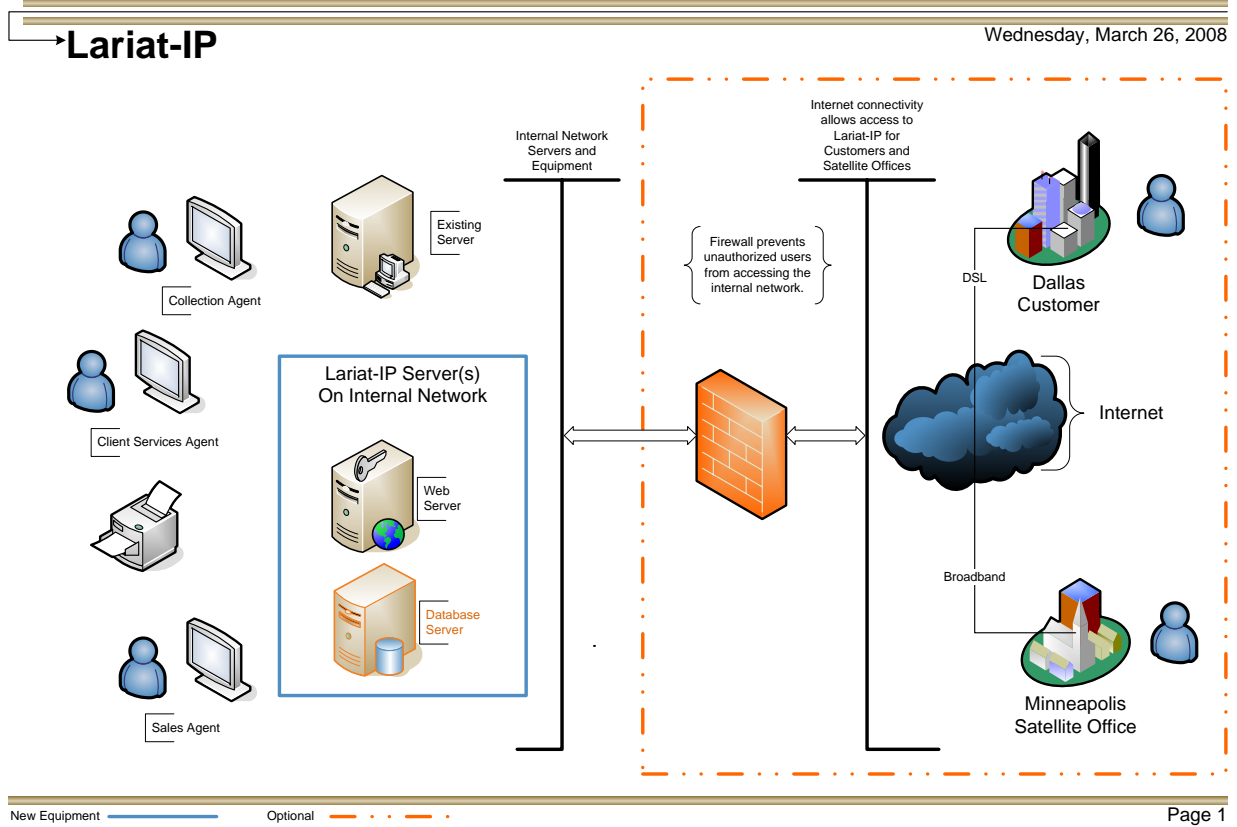 Lariat-IP
Wednesday, March 26, 2008
Internal Network
Servers and
Equipment
Internet connectivity
allows access to
Lariat-IP for
Customers and
Satellite Offices
Existing
Server
Collection Agent
Firewall prevents
unauthorized users
from accessing the
internal network.
DSL
Dallas
Customer
Lariat-IP Server(s)
On Internal Network
Client Services Agent
Internet
Web
Server
Broadband
Database
Server
Sales Agent
Minneapolis
Satellite Office
New Equipment
Optional
Page 1